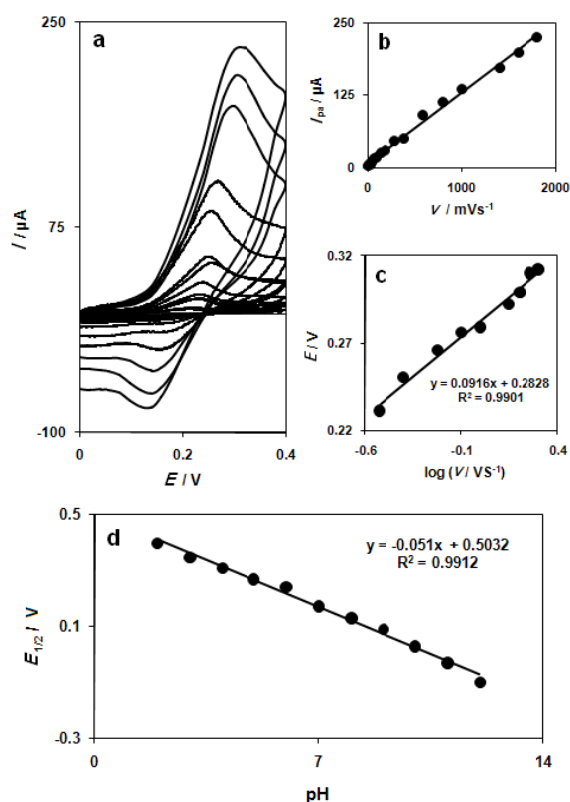 a
250
75
-100
I / µA
0 0.2 0.4
E / V
b
250
125
0
Ipa / µA
0 1000 2000
V / mVs-1
c
0.32
0.27
0.22
E / V
y = 0.0916x + 0.2828
R2 = 0.9901
-0.6 -0.1 0.4
log (V / VS-1)
d
0.5
0.1
-0.3
E1/2 / V
y = -0.051x + 0.5032
R2 = 0.9912
0 7 14
pH